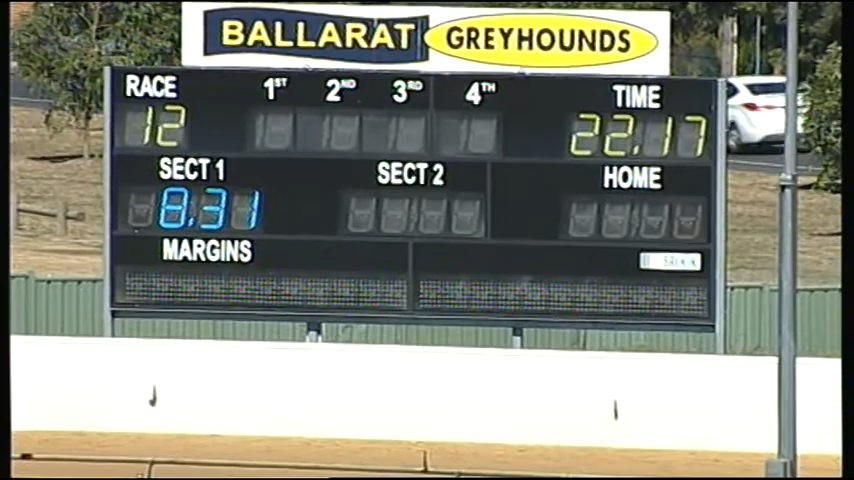 BALLARAT GREYHOUNDS
RACE 1ST 2ND 3RD 4TH TIME
12 22.17
SECT 1 SECT 2 HOME
8.31
MARGINS